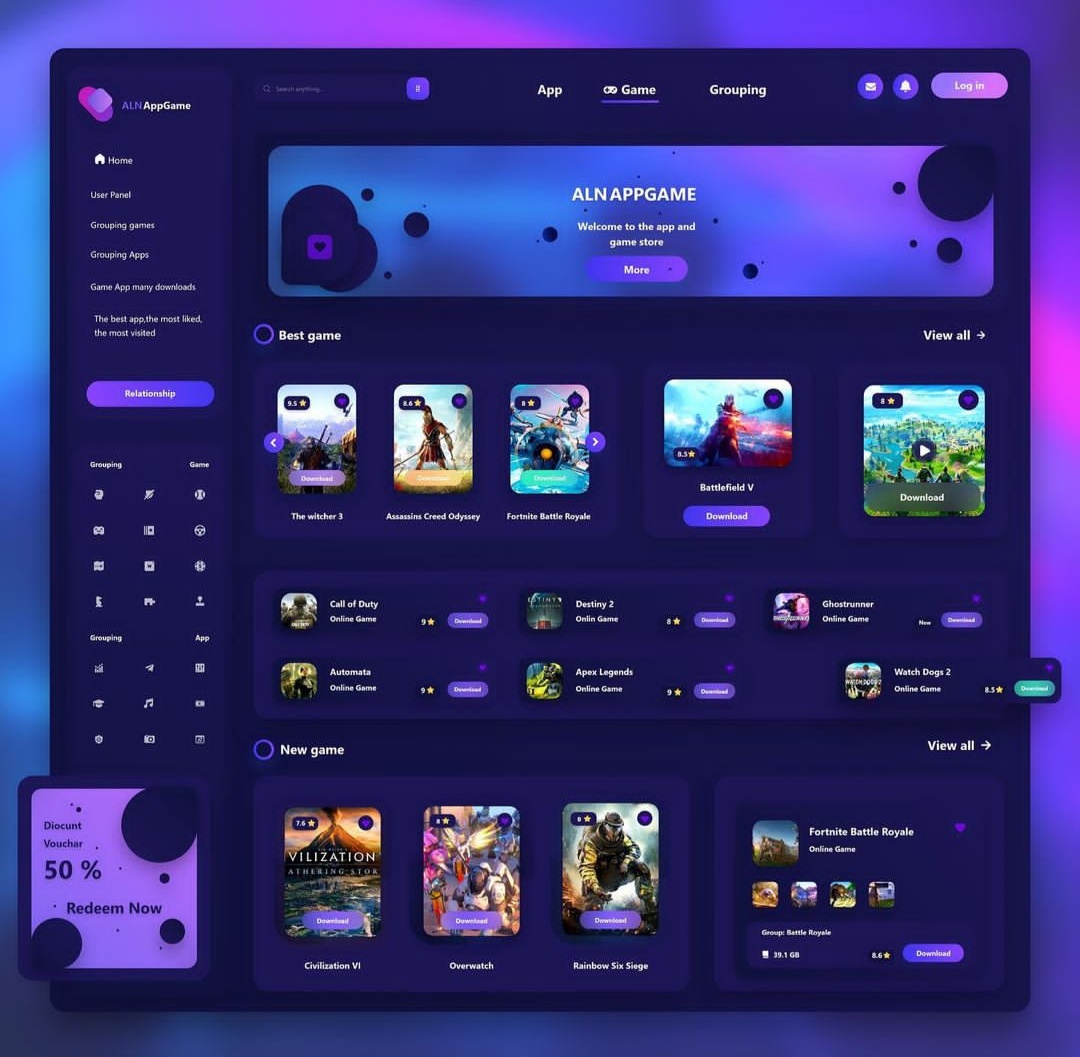 ALN AppGame
Search anything...
App
Game
Grouping
Log in
Home
User Panel
Grouping games
Grouping Apps
Game App many downloads
The best app,the most liked,
the most visited
Relationship
Grouping
Game
Grouping
App
Diocunt
Vouchar
50 %
Redeem Now
ALN APPGAME
Welcome to the app and
game store
More
Best game
View all
9.5
Download
The witcher 3
8.6
Download
Assassins Creed Odyssey
8
Download
Fortnite Battle Royale
8.5
Battlefield V
Download
8
Download
Call of Duty
Online Game
9
Download
DESTINY
Destiny 2
Onlin Game
8
Download
Ghostrunner
Online Game
New
Download
Automata
Online Game
9
Download
Apex Legends
Online Game
9
Download
WATCH DOGS 2
Watch Dogs 2
Online Game
8.5
Download
New game
View all
7.6
VILIZATION
ATHERING STOR
Download
Civilization VI
8
Download
Overwatch
8
Download
Rainbow Six Siege
Fortnite Battle Royale
Online Game
Group: Battle Royale
39.1 GB
8.6
Download